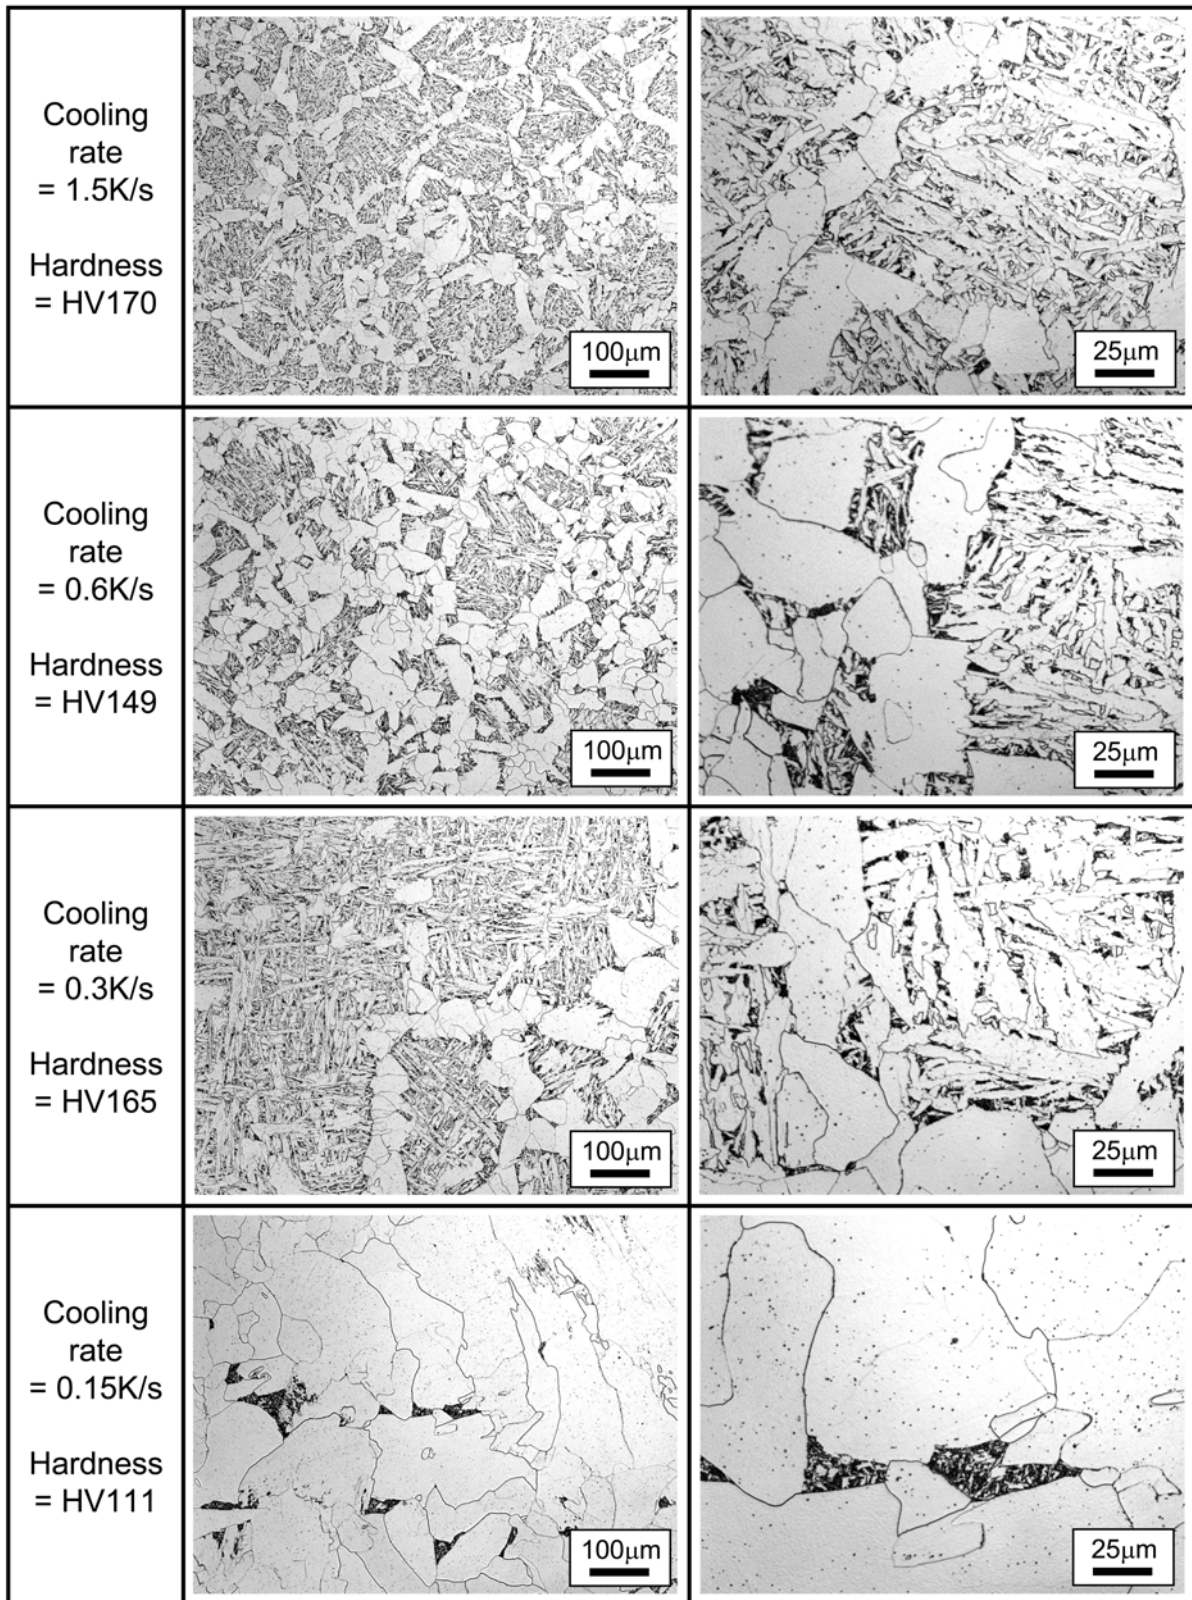 Cooling
rate
= 1.5K/s
Hardness
= HV170
100μm
25μm
Cooling
rate
= 0.6K/s
Hardness
= HV149
100μm
25μm
Cooling
rate
= 0.3K/s
Hardness
= HV165
100μm
25μm
Cooling
rate
= 0.15K/s
Hardness
= HV111
100μm
25μm